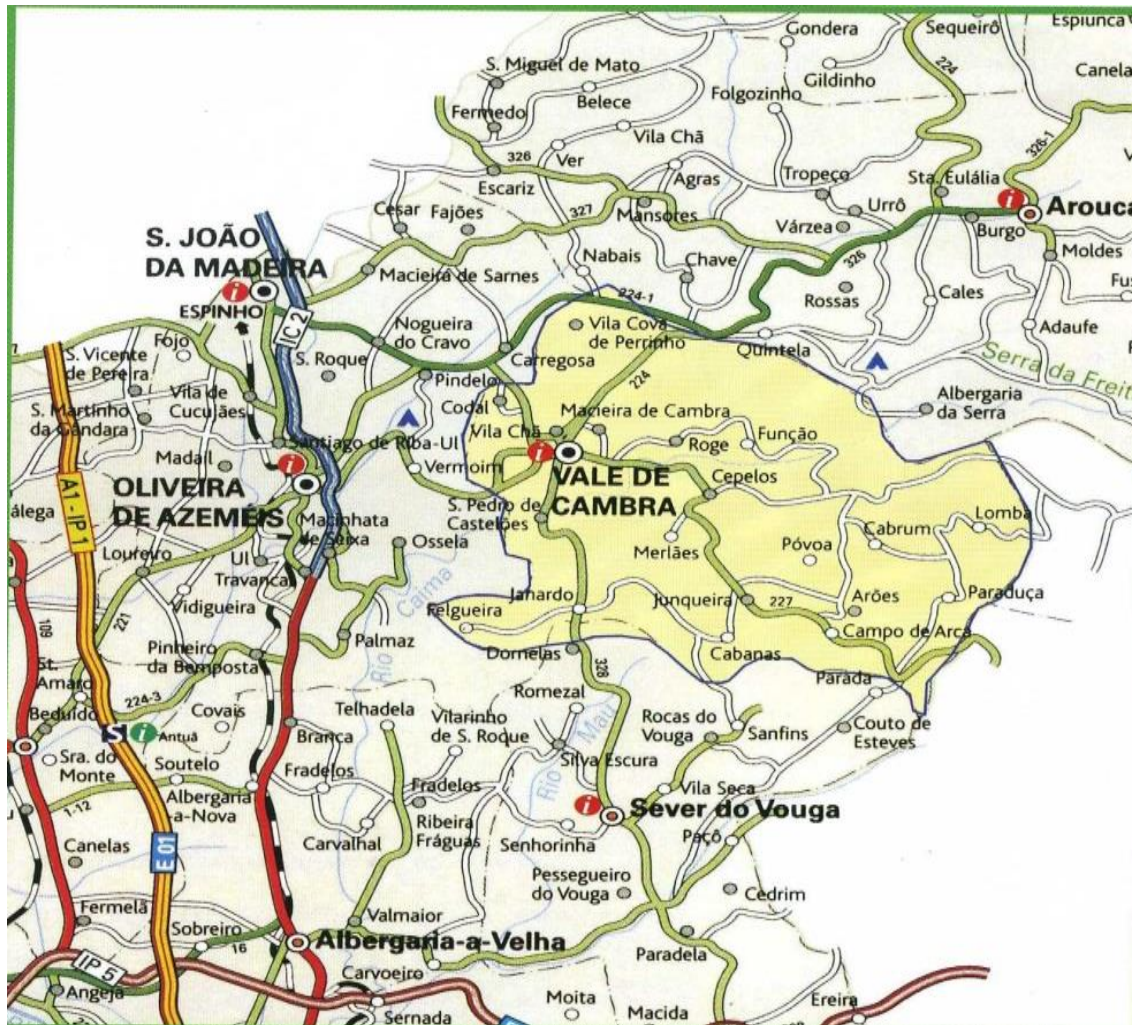 Gondera
Sequeirô
Espiunca
S. Miguel de Mato
Gildinho
224
Canela
Belece
Folgozinho
Fermedo
Vila Chã
326-1
Ver
326
Agras
Tropeço
Sta. Eulália
Escariz
Cesar
Fajões
327
Mansores
Urrô
Arouca
Várzea
Burgo
S. JOÃO
DA MADEIRA
Nabais
Chave
326
Moldes
Macieira de Sarnes
Rossas
Cales
Fus
ESPINHO
224-1
IC 2
Nogueira
do Cravo
Vila Cova
de Perrinho
Adaufe
Fojo
S. Vicente
de Pereira
S. Roque
Carregosa
Quintela
Serra da Freit
Pindelo
224
Vila de
Cucujães
Codal
Macieira de Cambra
Albergaria
da Serra
S. Martinho
da Gândara
Santiago de Riba-Ul
Vila Chã
Roge
Função
Madail
Vermoim
VALE DE
CAMBRA
Cepelos
OLIVEIRA
DE AZEMÉIS
A1 - IP 1
S. Pedro de
Castelões
Lomba
álega
Macinhata
de Seixa
Ossela
Merlães
Póvoa
Cabrum
Loureiro
Ul
Travanca
Rio
Caima
Janardo
Junqueira
Paraduça
Vidigueira
Felgueira
227
Arões
109
221
Palmaz
Campo de Arca
Pinheiro
da Bemposta
Dornelas
Cabanas
St.
Amaro
328
Parada
224-3
Romezal
Beduído
Covais
Telhadela
Vilarinho
de S. Roque
Rocas do
Vouga
Sanfins
Couto de
Esteves
S
Antuã
Branca
Rio
Mau
Sra. do
Monte
Soutelo
Fradelos
Silva Escura
Albergaria
-a-Nova
Fradelos
Vila Seca
1-12
Sever do Vouga
Ribeira
Fráguas
Carvalhal
Senhorinha
Paçô
Canelas
E 01
Pessegueiro
do Vouga
Cedrim
Fermelã
Valmaior
Sobreiro
16
Albergaria-a-Velha
Paradela
IP 5
Carvoeiro
Angeja
Moita
Ereira
Sernada
Macida